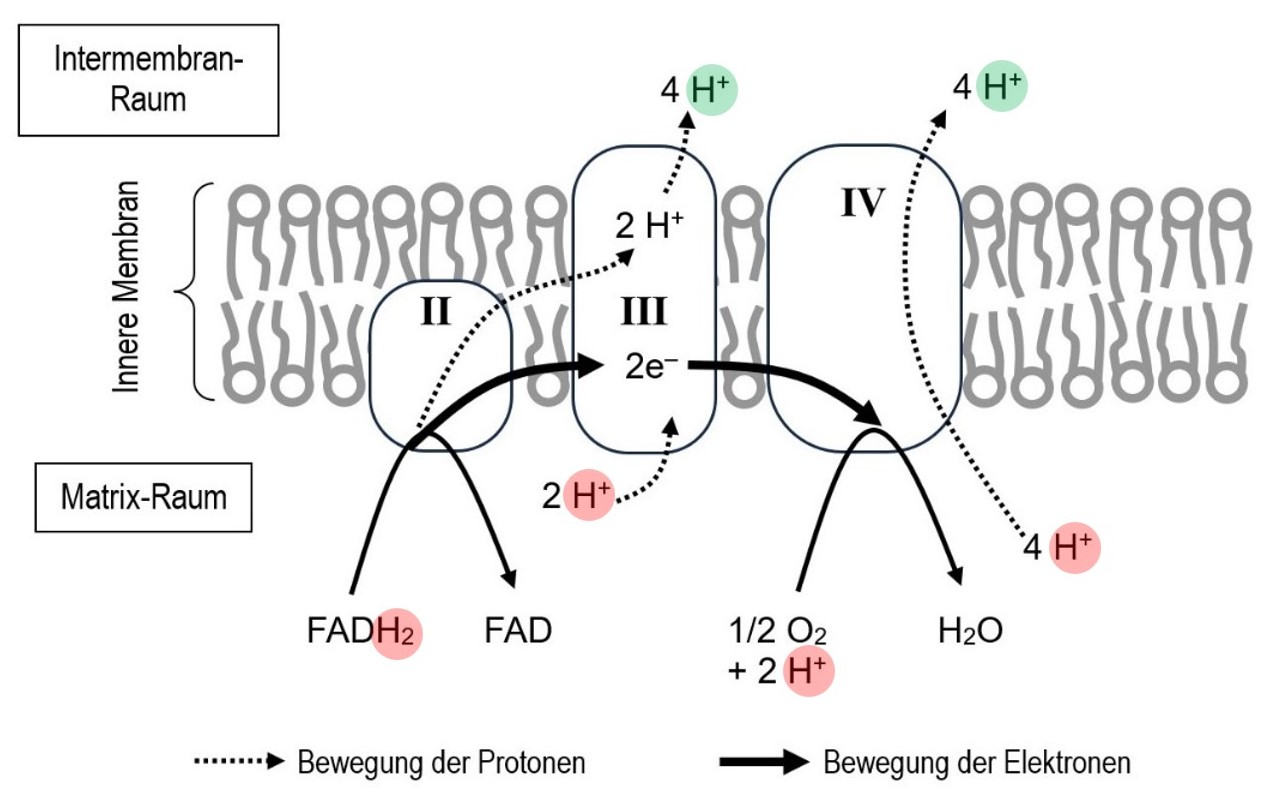 Intermembran-
Raum
4 H⁺
4 H⁺
Innere Membran
IV
2 H⁺
II
III
2e⁻
Matrix-Raum
2 H⁺
4 H⁺
FADH₂
FAD
1/2 O₂
+ 2 H⁺
H₂O
Bewegung der Protonen
Bewegung der Elektronen